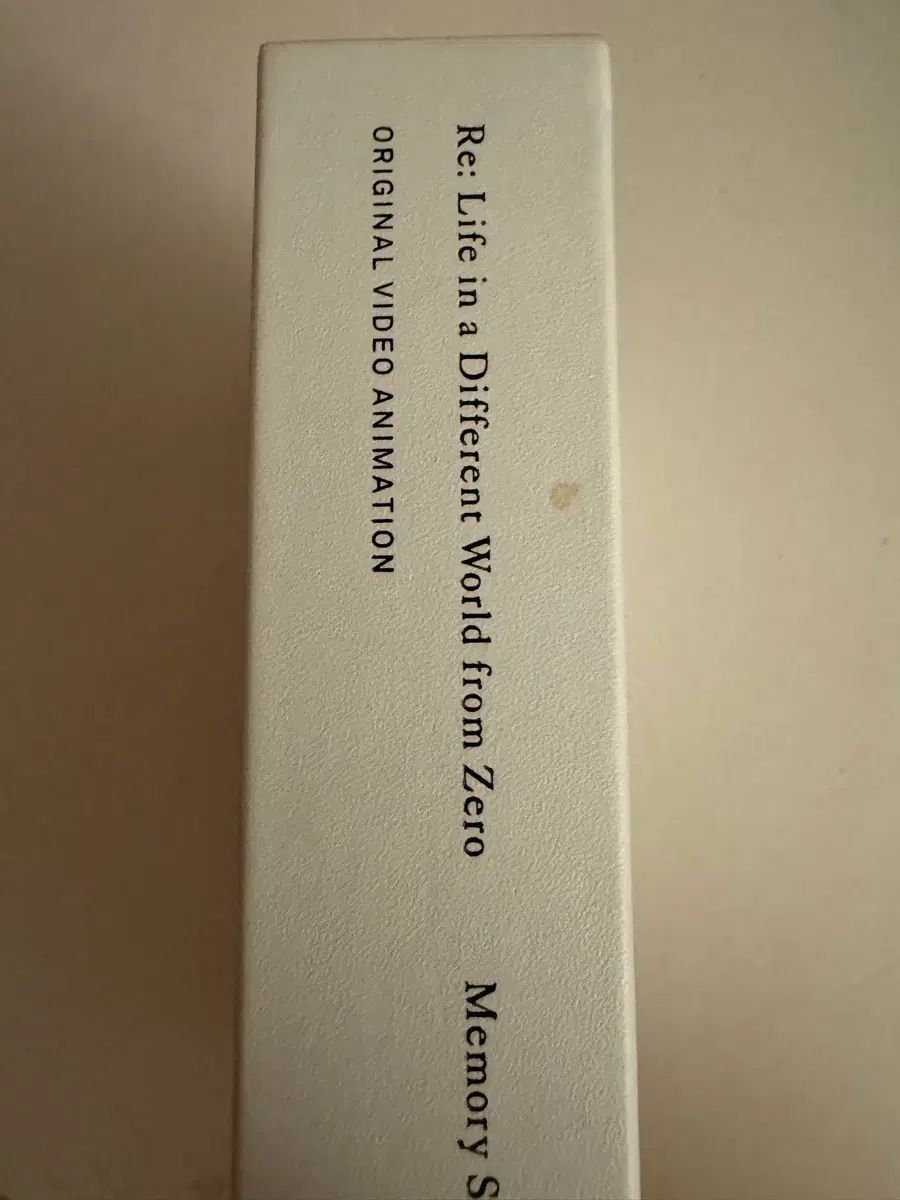 Re: Life in a Different World from Zero Memory S
ORIGINAL VIDEO ANIMATION